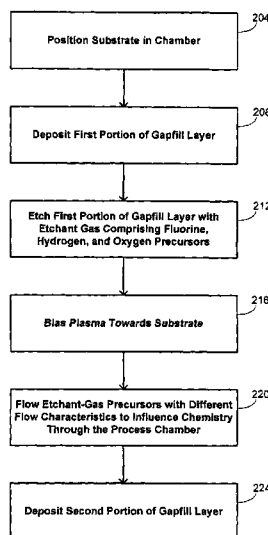 204
Position Substrate in Chamber
208
Deposit First Portion of Gapfill Layer
212
Etch First Portion of Gapfill Layer with
Etchant Gas Comprising Fluorine,
Hydrogen, and Oxygen Precursors
216
Bias Plasma Towards Substrate
220
Flow Etchant-Gas Precursors with Different
Flow Characteristics to Influence Chemistry
Through the Process Chamber
224
Deposit Second Portion of Gapfill Layer